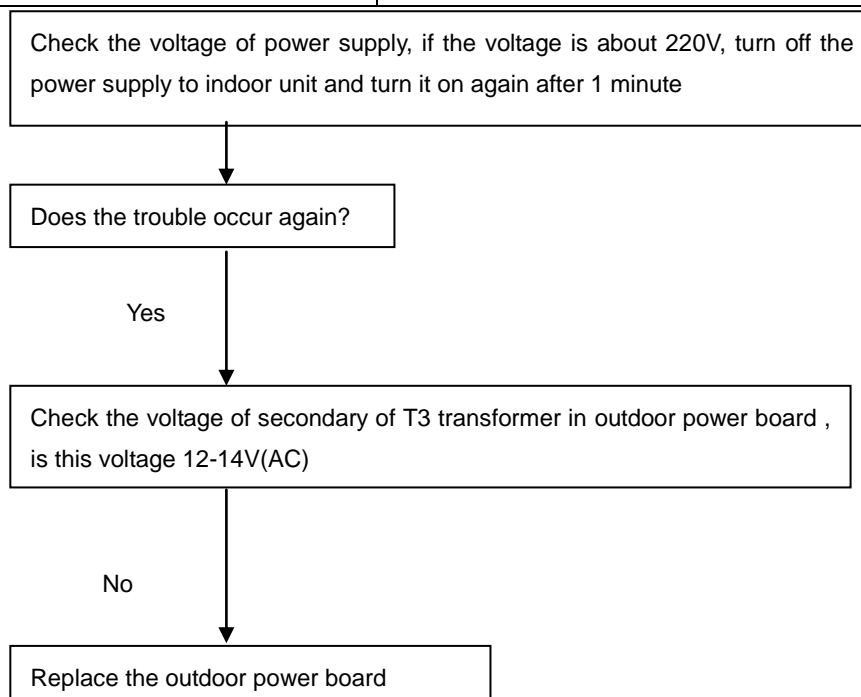 Check the voltage of power supply, if the voltage is about 220V, turn off the
power supply to indoor unit and turn it on again after 1 minute
Does the trouble occur again?
Yes
Check the voltage of secondary of T3 transformer in outdoor power board ,
is this voltage 12-14V(AC)
No
Replace the outdoor power board